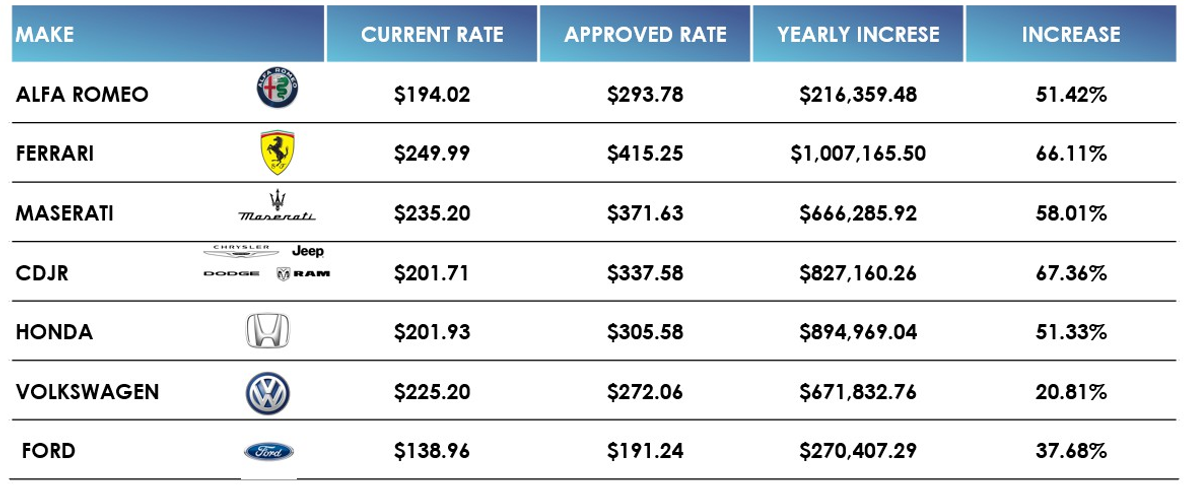 MAKE CURRENT RATE APPROVED RATE YEARLY INCRESE INCREASE
ALFA ROMEO ALFA ROMEO $194.02 $293.78 $216,359.48 51.42%
FERRARI S F $249.99 $415.25 $1,007,165.50 66.11%
MASERATI Maserati $235.20 $371.63 $666,285.92 58.01%
CHRYSLER Jeep
CDJR DODGE RAM $201.71 $337.58 $827,160.26 67.36%
HONDA $201.93 $305.58 $894,969.04 51.33%
VOLKSWAGEN $225.20 $272.06 $671,832.76 20.81%
FORD Ford $138.96 $191.24 $270,407.29 37.68%